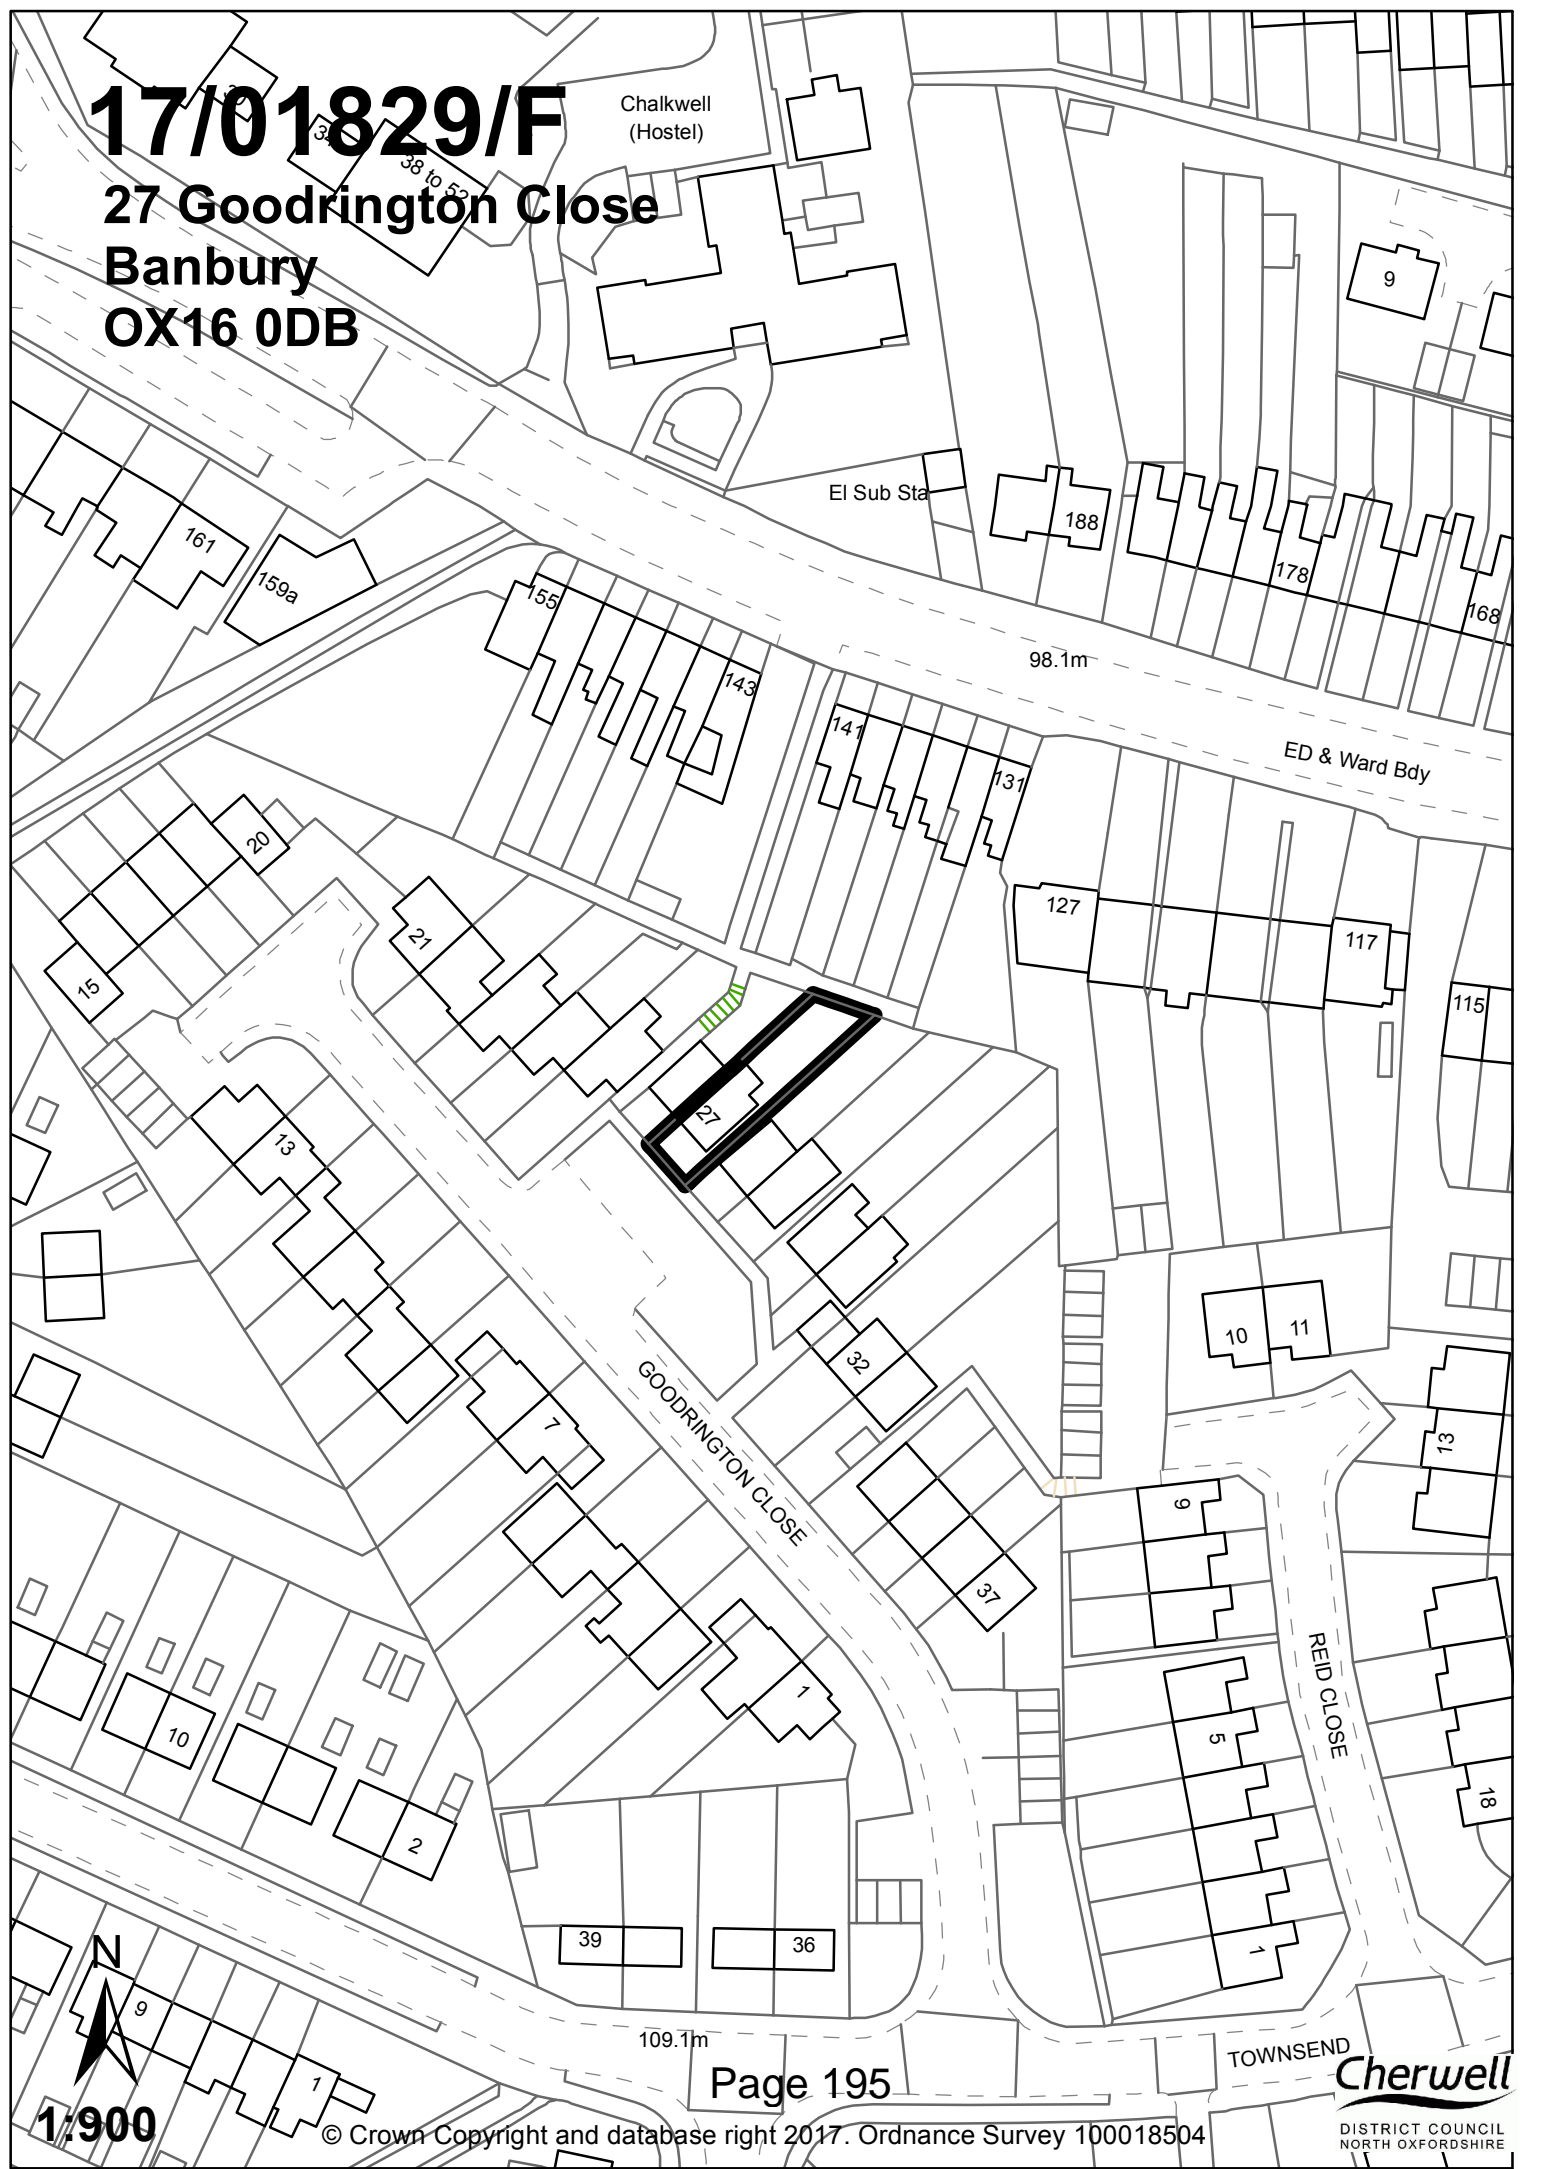 17/01829/F
27 Goodrington Close
Banbury
OX16 0DB
38 to 52
Chalkwell
(Hostel)
9
El Sub Sta
188
178
168
161
159a
155
143
98.1m
141
131
ED & Ward Bdy
20
21
15
127
117
115
27
13
10
11
32
7
13
GOODRINGTON CLOSE
9
37
REID CLOSE
1
5
10
18
2
39
36
1
N
9
1
109.1m
TOWNSEND
Page 195
1:900
© Crown Copyright and database right 2017. Ordnance Survey 100018504
Cherwell
DISTRICT COUNCIL
NORTH OXFORDSHIRE